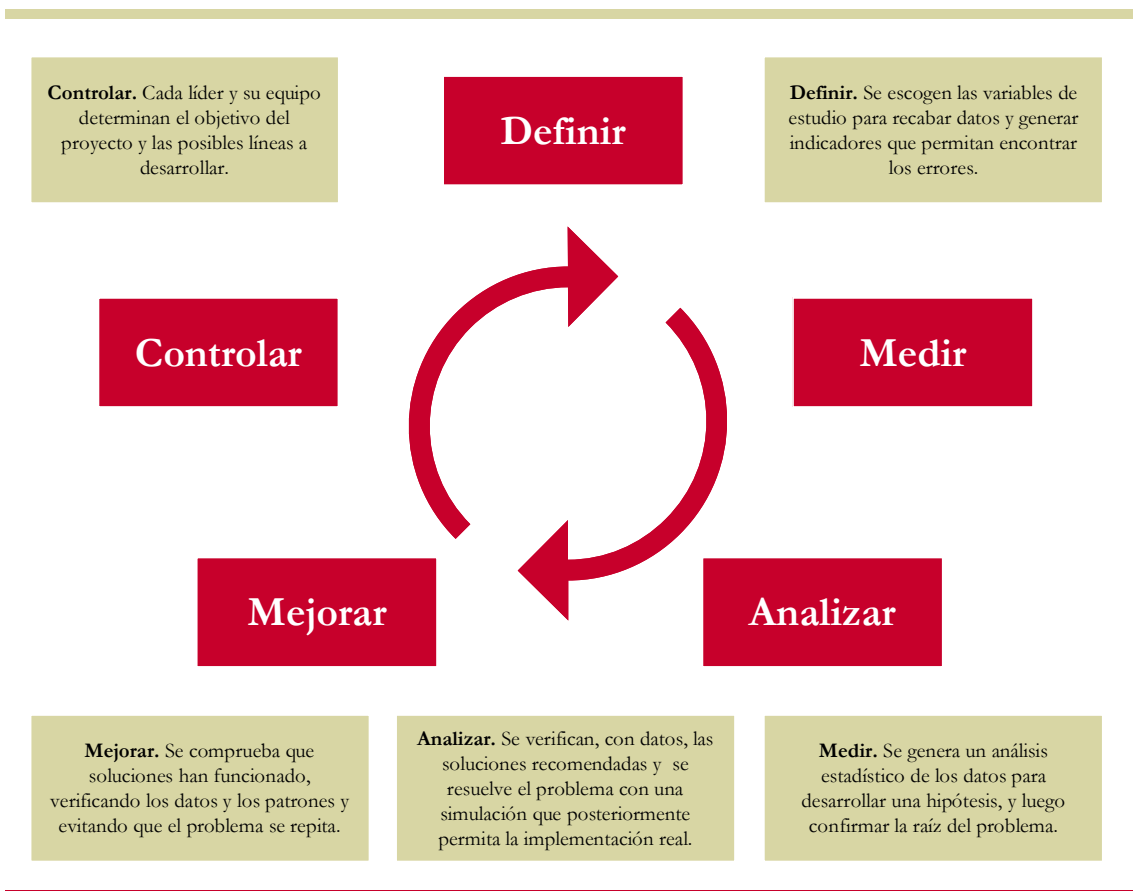 Controlar. Cada líder y su equipo
determinan el objetivo del
proyecto y las posibles líneas a
desarrollar.
Definir
Definir. Se escogen las variables de
estudio para recabar datos y generar
indicadores que permitan encontrar
los errores.
Controlar
Medir
Mejorar
Analizar
Mejorar. Se comprueba que
soluciones han funcionado,
verificando los datos y los patrones y
evitando que el problema se repita.
Analizar. Se verifican, con datos, las
soluciones recomendadas y se
resuelve el problema con una
simulación que posteriormente
permita la implementación real.
Medir. Se genera un análisis
estadístico de los datos para
desarrollar una hipótesis, y luego
confirmar la raíz del problema.